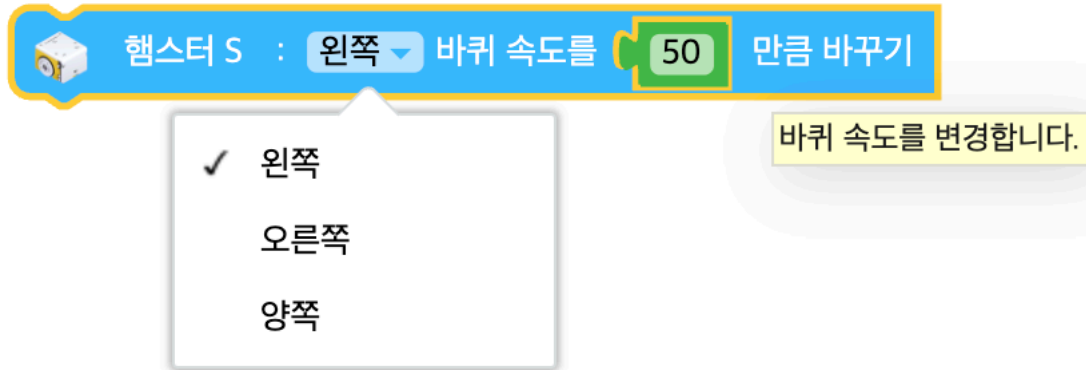 햄스터 S : 왼쪽 바퀴 속도를 50 만큼 바꾸기
바퀴 속도를 변경합니다.
왼쪽
오른쪽
양쪽